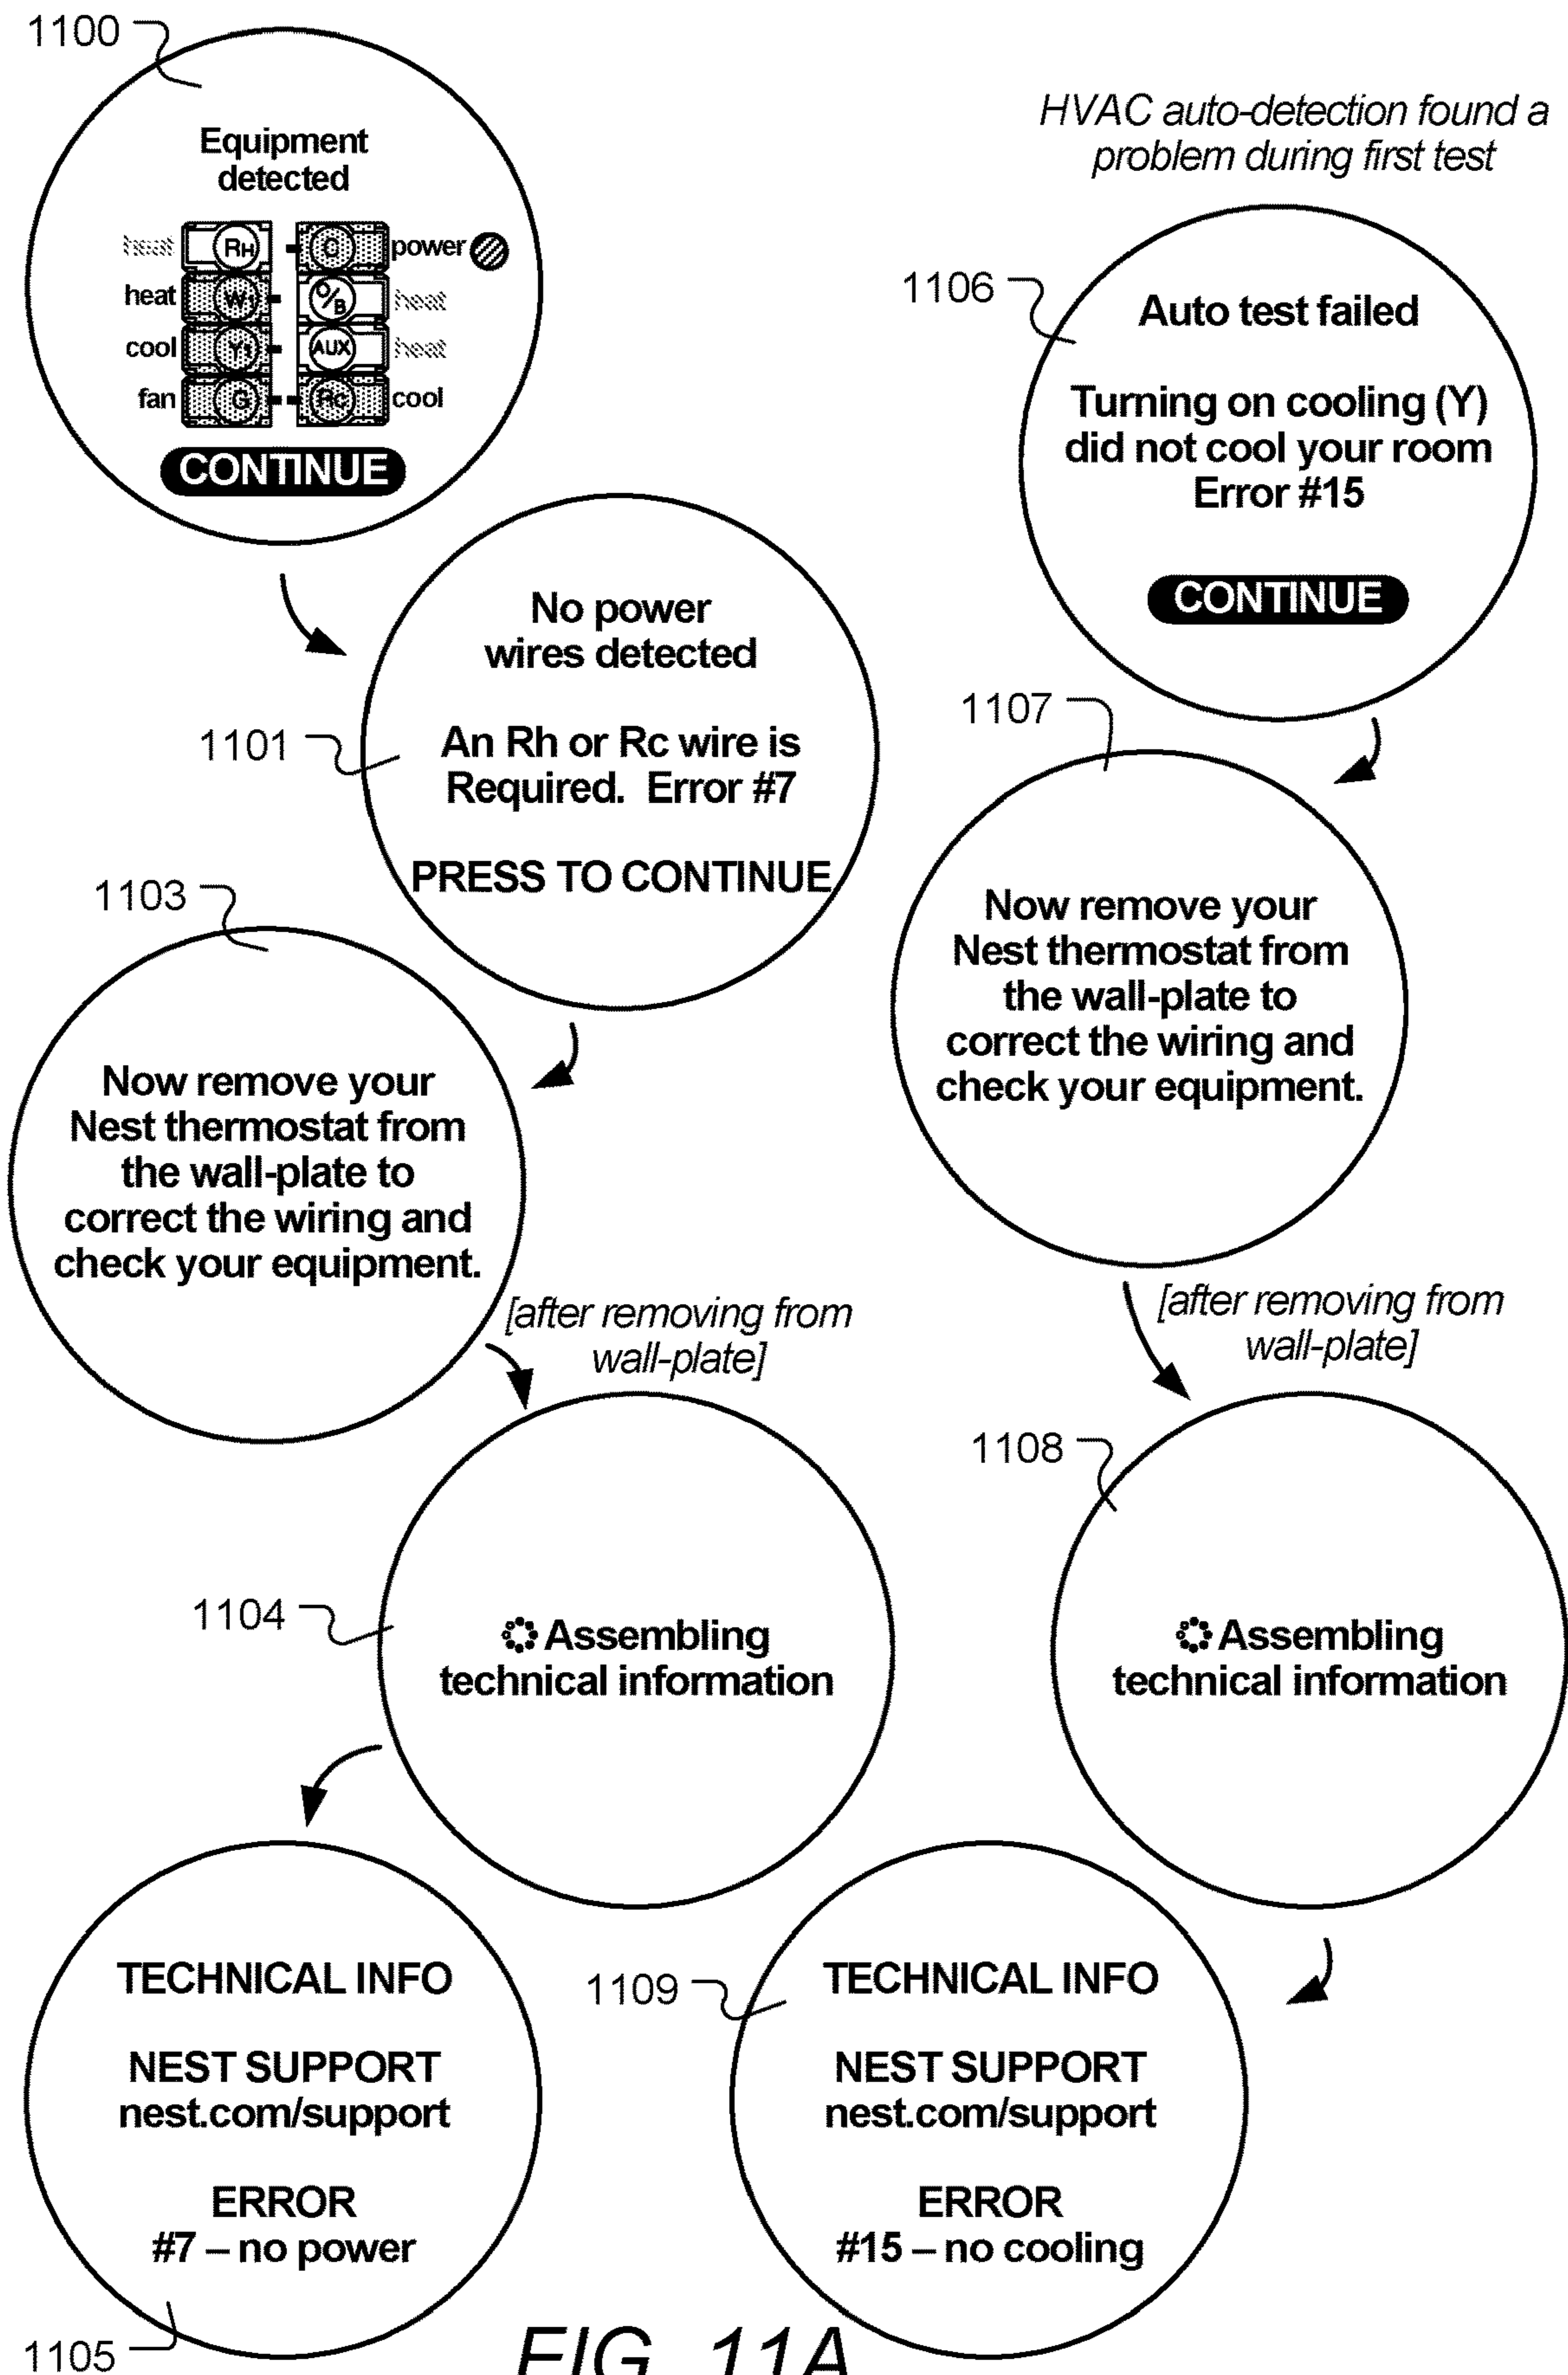 1100
Equipment
detected
heat RH C power
heat W1 O/B heat
cool Y1 AUX heat
fan G Rc cool
CONTINUE
No power
wires detected
1101
An Rh or Rc wire is
Required. Error #7
PRESS TO CONTINUE
1103
Now remove your
Nest thermostat from
the wall-plate to
correct the wiring and
check your equipment.
[after removing from
wall-plate]
1104
Assembling
technical information
TECHNICAL INFO
NEST SUPPORT
nest.com/support
ERROR
#7 – no power
1105
HVAC auto-detection found a
problem during first test
1106
Auto test failed
Turning on cooling (Y)
did not cool your room
Error #15
CONTINUE
1107
Now remove your
Nest thermostat from
the wall-plate to
correct the wiring and
check your equipment.
[after removing from
wall-plate]
1108
Assembling
technical information
1109
TECHNICAL INFO
NEST SUPPORT
nest.com/support
ERROR
#15 – no cooling
FIG. 11A